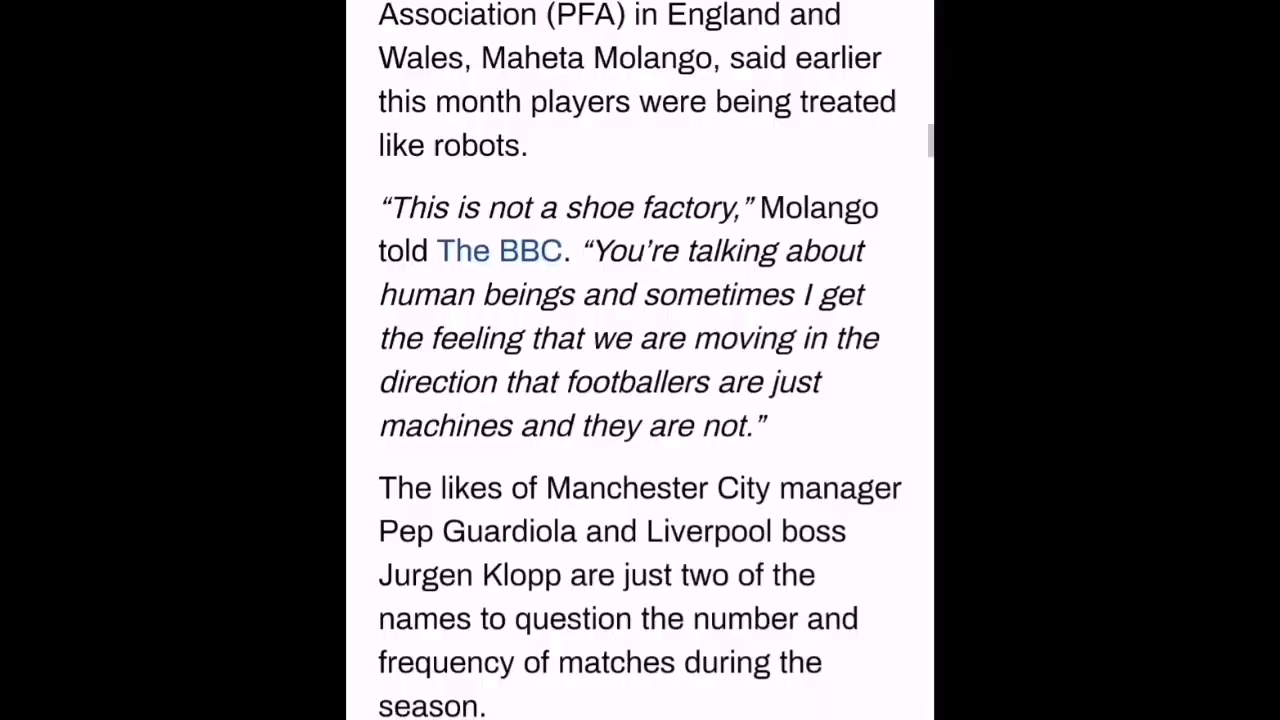 Association (PFA) in England and
Wales, Maheta Molango, said earlier
this month players were being treated
like robots.
“This is not a shoe factory,” Molango
told The BBC. “You’re talking about
human beings and sometimes I get
the feeling that we are moving in the
direction that footballers are just
machines and they are not.”
The likes of Manchester City manager
Pep Guardiola and Liverpool boss
Jurgen Klopp are just two of the
names to question the number and
frequency of matches during the
season.